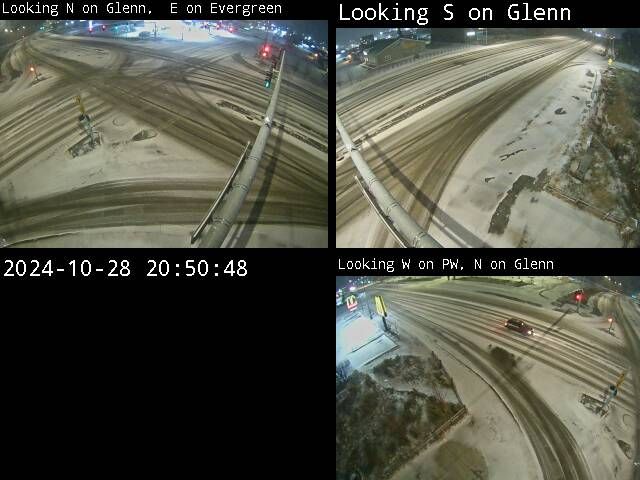 Looking N on Glenn,  E on Evergreen
Looking S on Glenn
2024-10-28 20:50:48
Looking W on PW, N on Glenn